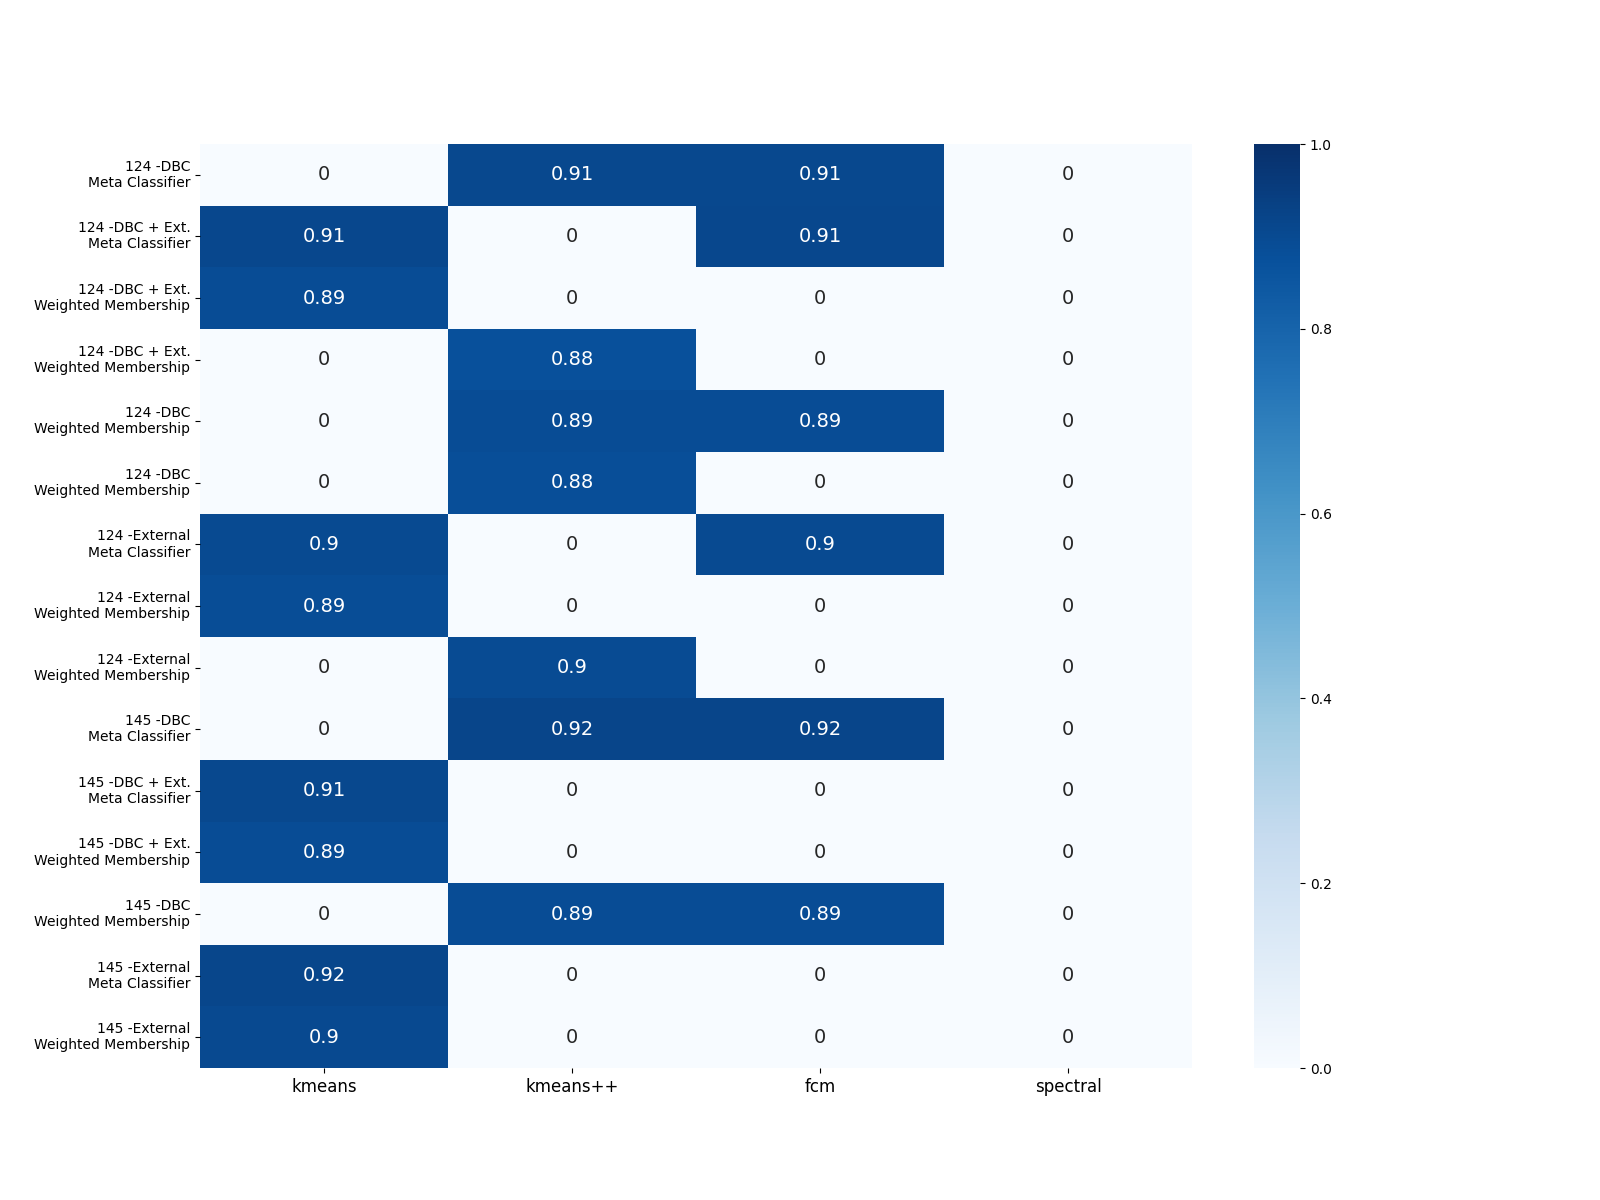 124 -DBC
Meta Classifier
0 0.91 0.91 0
124 -DBC + Ext.
Meta Classifier
0.91 0 0.91 0
124 -DBC + Ext.
Weighted Membership
0.89 0 0 0
124 -DBC + Ext.
Weighted Membership
0 0.88 0 0
124 -DBC
Weighted Membership
0 0.89 0.89 0
124 -DBC
Weighted Membership
0 0.88 0 0
124 -External
Meta Classifier
0.9 0 0.9 0
124 -External
Weighted Membership
0.89 0 0 0
124 -External
Weighted Membership
0 0.9 0 0
145 -DBC
Meta Classifier
0 0.92 0.92 0
145 -DBC + Ext.
Meta Classifier
0.91 0 0 0
145 -DBC + Ext.
Weighted Membership
0.89 0 0 0
145 -DBC
Weighted Membership
0 0.89 0.89 0
145 -External
Meta Classifier
0.92 0 0 0
145 -External
Weighted Membership
0.9 0 0 0
kmeans kmeans++ fcm spectral
1.0
0.8
0.6
0.4
0.2
0.0